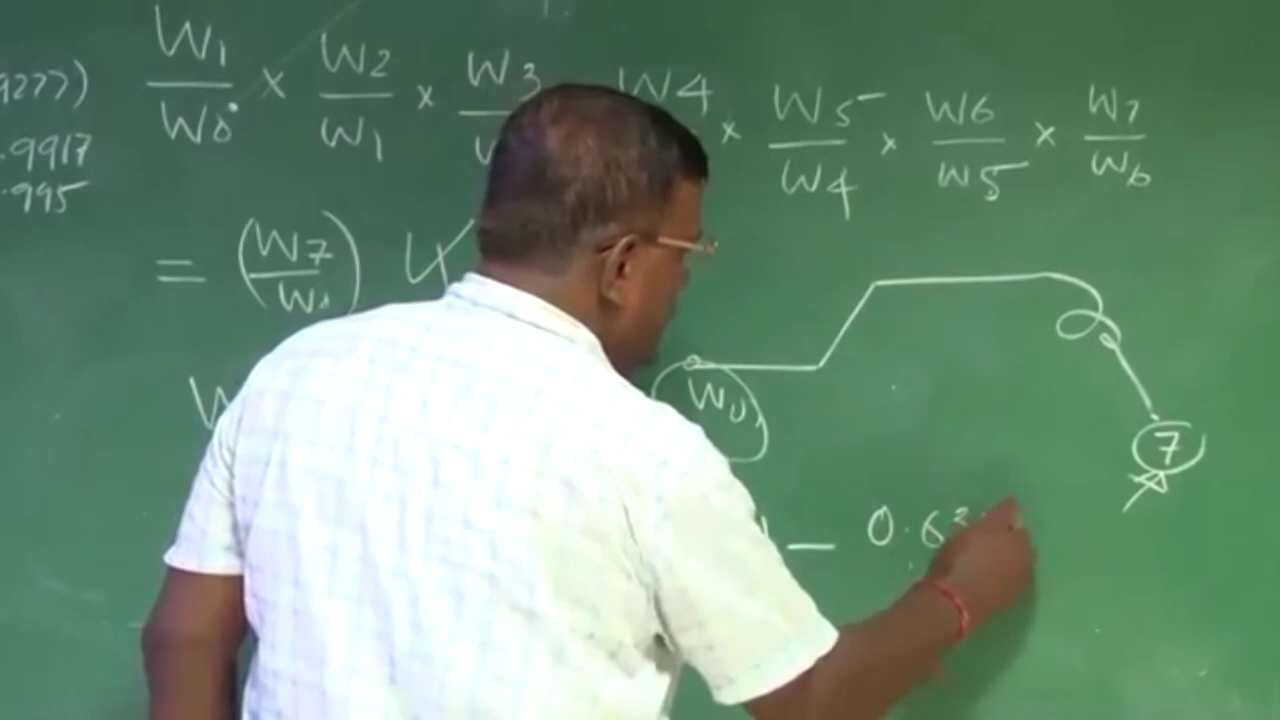 W1 × W2 × W3 W4 × W5 × W6 × W7
W0 W1 W4 W5 W6
9277)
.9917
.995
= (W7
W0,
7
– 0.6